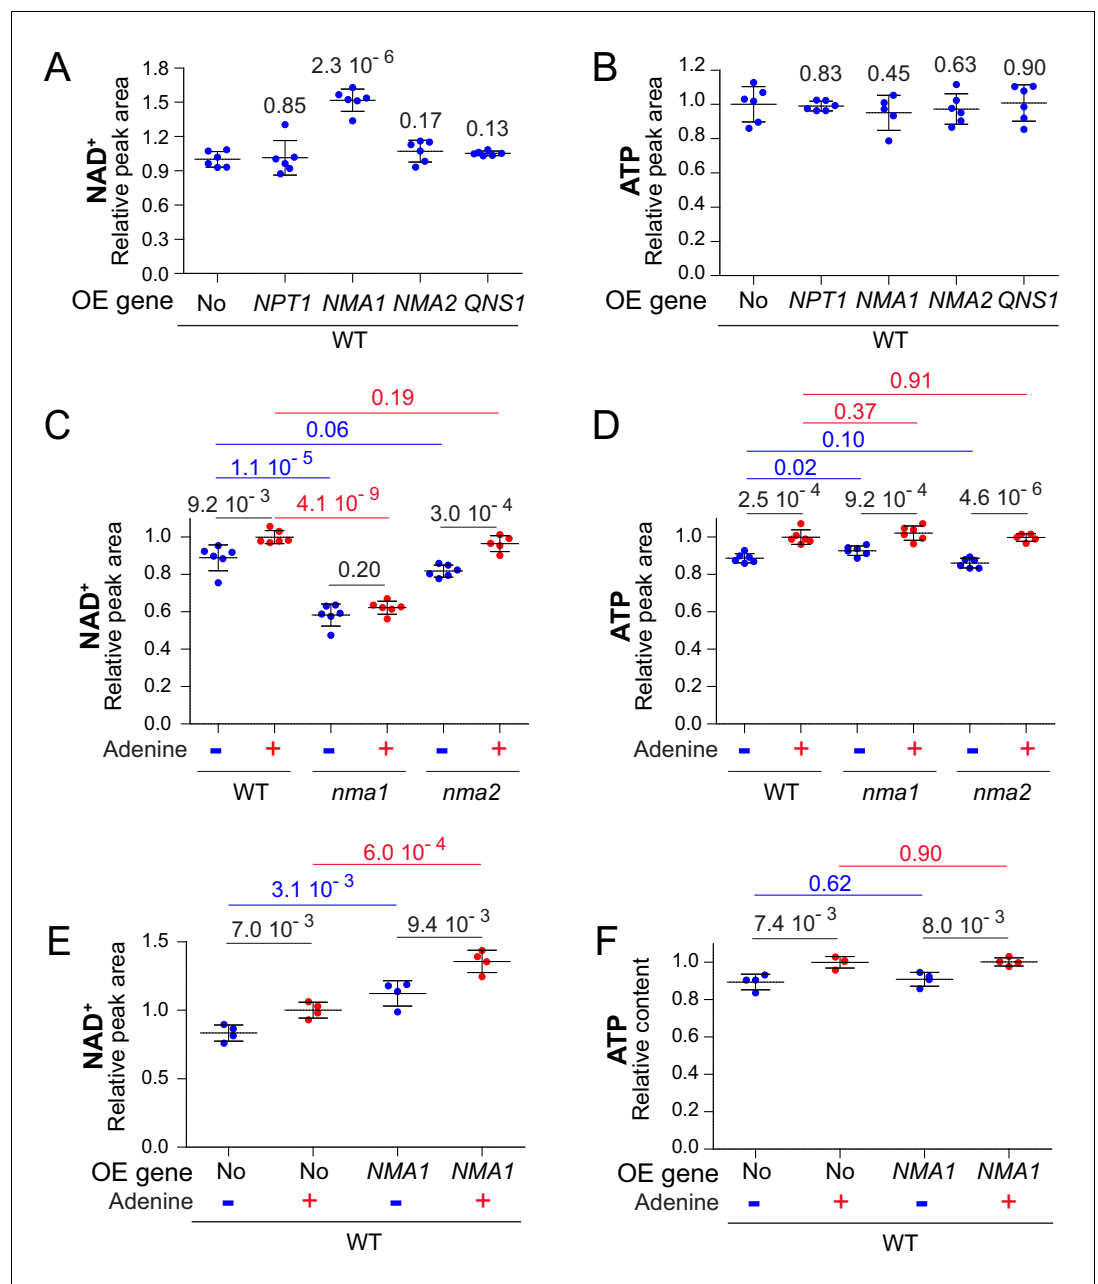 A
NAD+
Relative peak area
1.8
1.5
1.2
0.9
0.6
0.3
0.0
0.85
2.3 10-6
0.17
0.13
OE gene No NPT1 NMA1 NMA2 QNS1
WT
B
ATP
Relative peak area
1.2
1.0
0.8
0.6
0.4
0.2
0.0
0.83
0.45
0.63
0.90
OE gene No NPT1 NMA1 NMA2 QNS1
WT
C
0.19
0.06
1.1 10-5
9.2 10-3
4.1 10-9
3.0 10-4
0.20
NAD+
Relative peak area
1.0
0.8
0.6
0.4
0.2
0.0
Adenine - + - + - +
WT nma1 nma2
D
0.91
0.37
0.10
0.02
2.5 10-4
9.2 10-4
4.6 10-6
ATP
Relative peak area
1.0
0.8
0.6
0.4
0.2
0.0
- + - + - +
WT nma1 nma2
E
6.0 10-4
3.1 10-3
7.0 10-3
9.4 10-3
NAD+
Relative peak area
1.5
1.0
0.5
0.0
OE gene No No NMA1 NMA1
Adenine - + - +
WT
F
0.90
0.62
7.4 10-3
8.0 10-3
ATP
Relative content
1.0
0.8
0.6
0.4
0.2
0.0
OE gene No No NMA1 NMA1
Adenine - + - +
WT